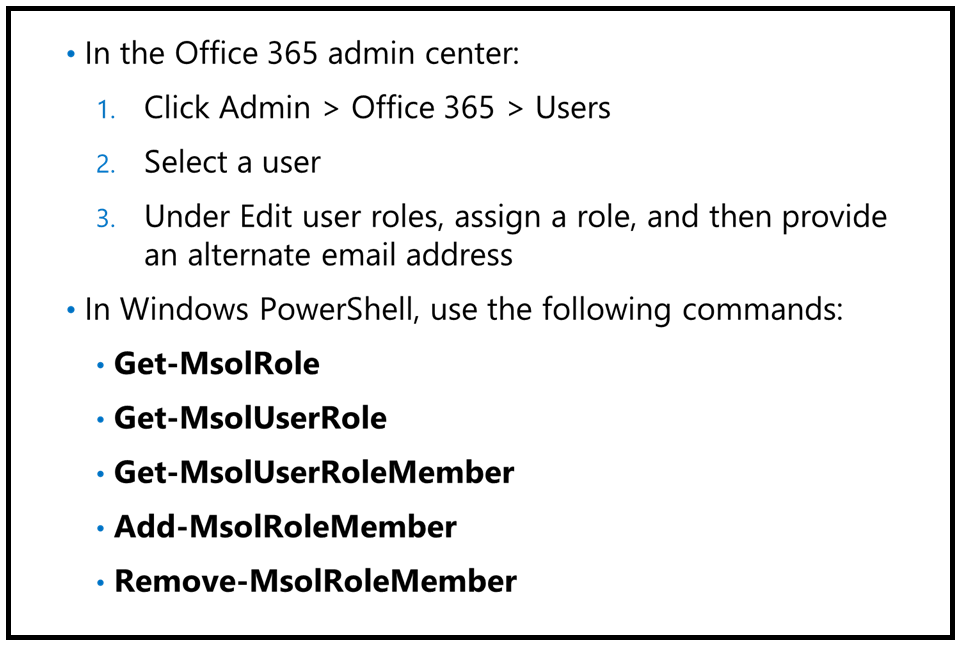 • In the Office 365 admin center:
1. Click Admin > Office 365 > Users
2. Select a user
3. Under Edit user roles, assign a role, and then provide
an alternate email address
• In Windows PowerShell, use the following commands:
• Get-MsolRole
• Get-MsolUserRole
• Get-MsolUserRoleMember
• Add-MsolRoleMember
• Remove-MsolRoleMember